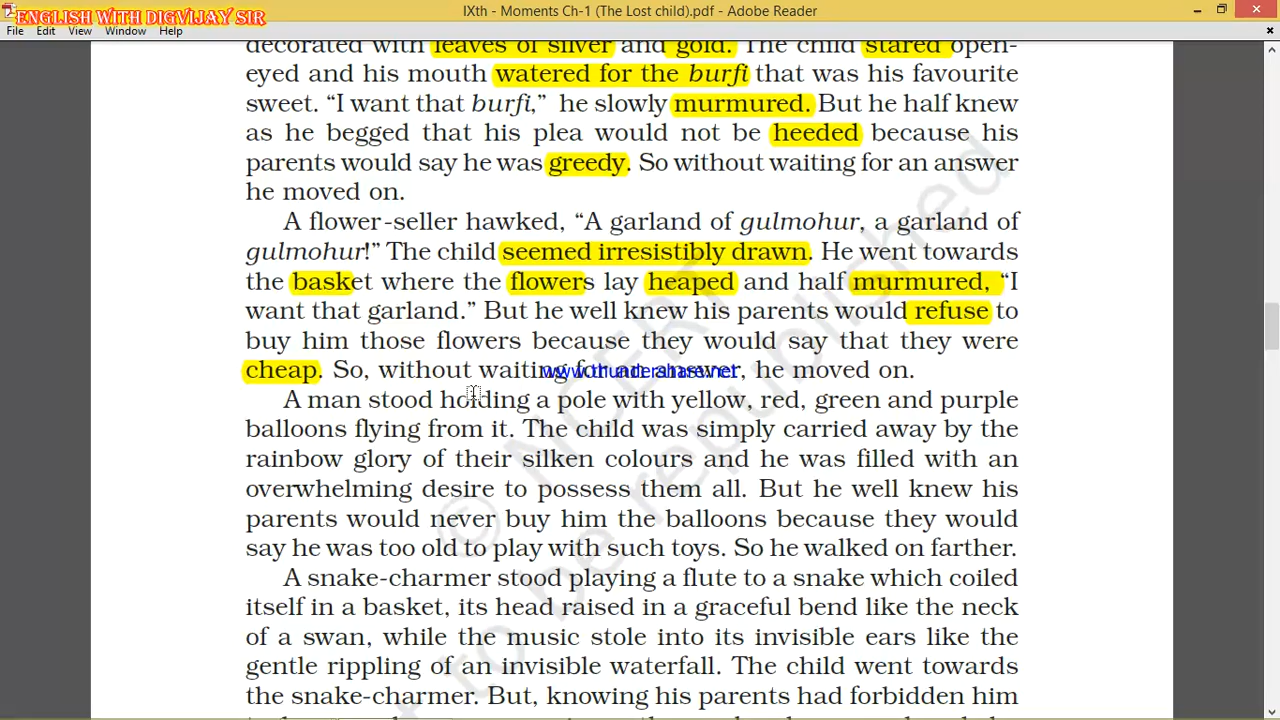 ENGLISH WITH DIGVIJAY SIR
IXth - Moments Ch-1 (The Lost child).pdf - Adobe Reader
File Edit View Window Help
decorated with leaves of silver and gold. The child stared open-
eyed and his mouth watered for the burfi that was his favourite
sweet. “I want that burfi,” he slowly murmured. But he half knew
as he begged that his plea would not be heeded because his
parents would say he was greedy. So without waiting for an answer
he moved on.
A flower-seller hawked, “A garland of gulmohur, a garland of
gulmohur!” The child seemed irresistibly drawn. He went towards
the basket where the flowers lay heaped and half murmured, “I
want that garland.” But he well knew his parents would refuse to
buy him those flowers because they would say that they were
cheap. So, without waiting for an answer, he moved on.
www.thundershare.net
A man stood holding a pole with yellow, red, green and purple
balloons flying from it. The child was simply carried away by the
rainbow glory of their silken colours and he was filled with an
overwhelming desire to possess them all. But he well knew his
parents would never buy him the balloons because they would
say he was too old to play with such toys. So he walked on farther.
A snake-charmer stood playing a flute to a snake which coiled
itself in a basket, its head raised in a graceful bend like the neck
of a swan, while the music stole into its invisible ears like the
gentle rippling of an invisible waterfall. The child went towards
the snake-charmer. But, knowing his parents had forbidden him
© NCERT
to be republished